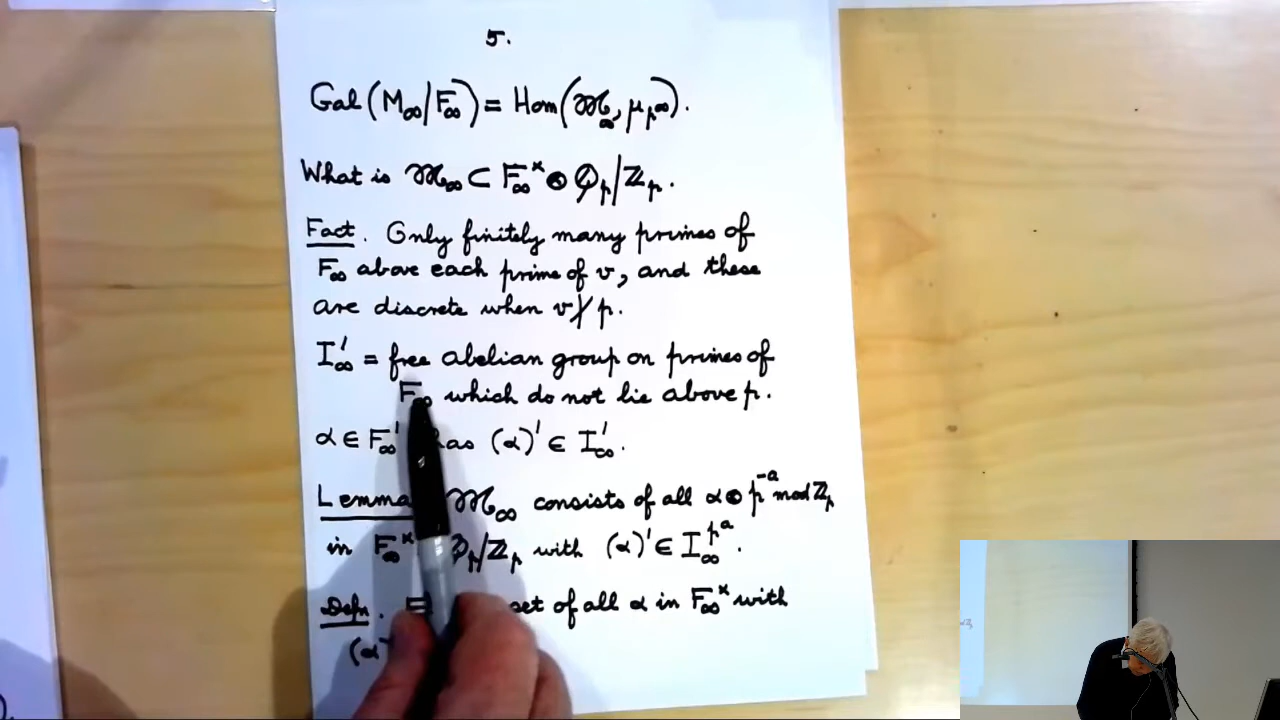 5.
Gal(M∞/F∞) = Hom(𝔐∞, μ_p∞).
What is 𝔐∞ ⊂ F∞^× ⊗ ℚp/ℤp.
Fact. Only finitely many primes of
F∞ above each prime of v, and these
are discrete when v∤p.
I∞' = free abelian group on primes of
F∞ which do not lie above p.
α ∈ F∞' has (α)' ∈ I∞'.
Lemma 𝔐∞ consists of all α ⊗ p^-a mod ℤp
in F∞^× ℚp/ℤp with (α)' ∈ I∞^p^a.
Defn. set of all α in F∞^× with
(α)